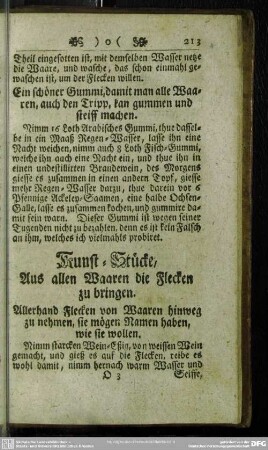 )o( 213
Theil eingesotten ist, mit demselben Wasser netze
die Waare, und wasche, das schon einmahl ge-
waschen ist, um der Flecken willen.
Ein schöner Gummi, damit man alle Waa-
ren, auch den Tripp, kan gummen und
steiff machen.
Nimm 16 Loth Arabisches Gummi, thue dassel-
be in ein Maaß Regen-Wasser, lasse ihn eine
Nacht weichen, nimm auch 3 Loth Fisch-Gummi,
weiche ihn auch eine Nacht ein, und thue ihn in
einen undestillirten Brandewein, des Morgens
giesse es zusammen in einen andern Topf, giesse
mehr Regen-Wasser darzu, thue darein vor 6
Pfennige Ackeley-Saamen, eine halbe Ochsen-
Galle, lasse es zusammen kochen, und gummire da-
mit sein warn. Dieser Gummi ist wegen seiner
Tugenden nicht zu bezahlen, denn es ist kein Falsch
an ihm, welches ich vielmahls probiret.
Kunst-Stücke,
Aus allen Waaren die Flecken
zu bringen.
Allerhand Flecken von Waaren hinweg
zu nehmen, sie mögen Namen haben,
wie sie wollen.
Nimm starcken Wein-Eßig, von weissen Wein
gemacht, und gieß es auf die Flecken, reibe es
wohl damit, nimm hernach warm Wasser und
O 3 Seiffe,